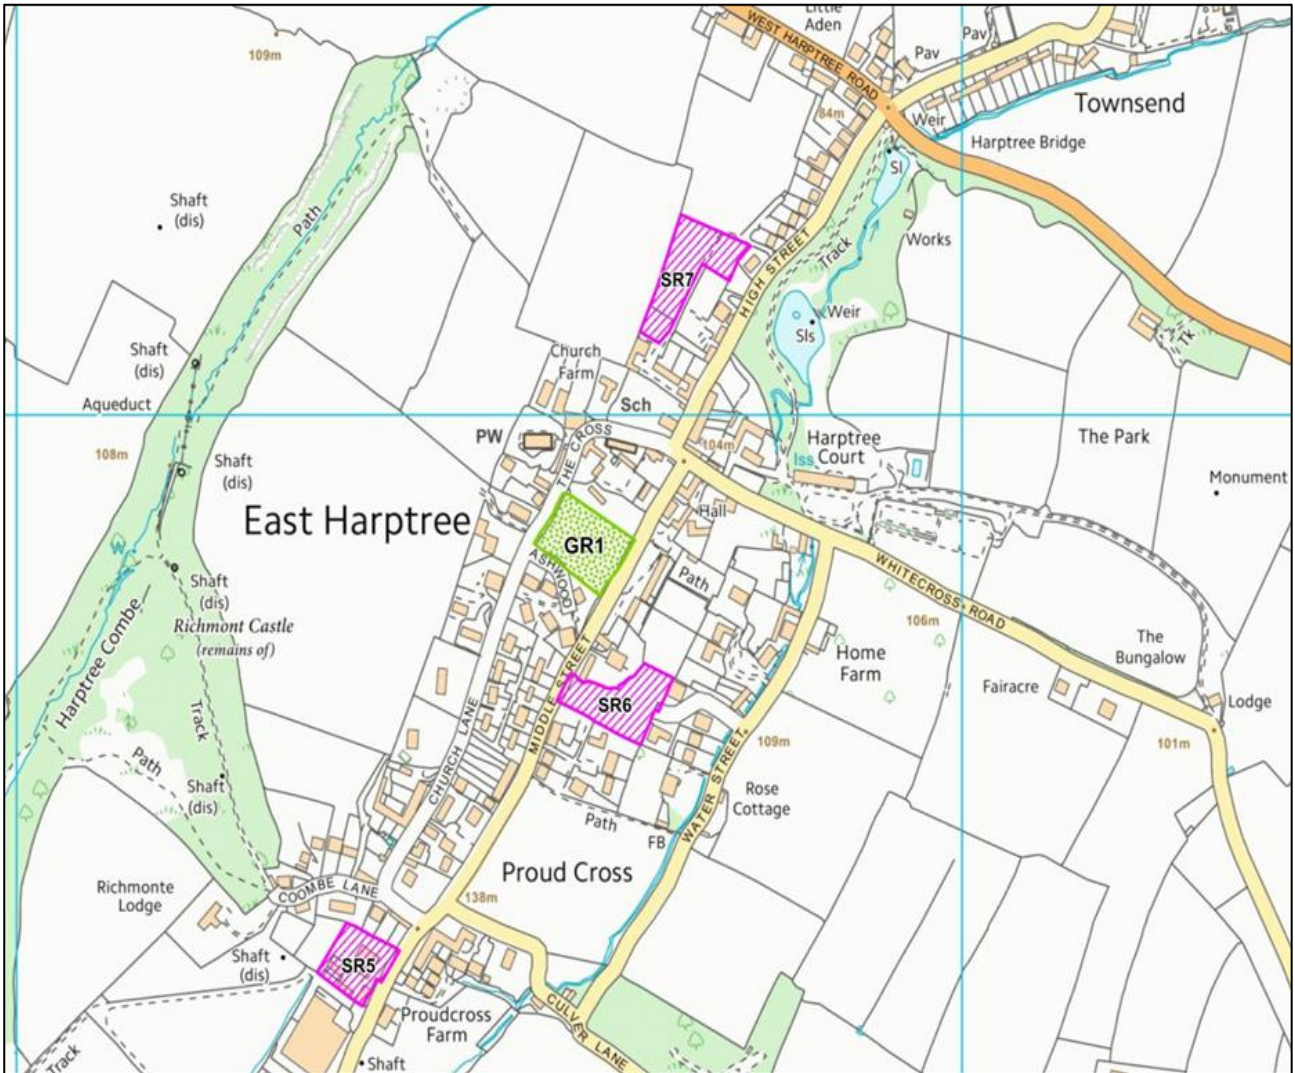 Little
Aden
Pav
Pav
WEST HARPTREE ROAD
109m
Townsend
84m
Weir
Harptree Bridge
Sl
Shaft
(dis)
Path
Track
Works
HIGH STREET
SR7
Weir
Sls
Tk
Church
Farm
Shaft
(dis)
Aqueduct
Sch
PW
THE CROSS
104m
Harptree
Court
Iss
The Park
108m
Shaft
(dis)
Monument
East Harptree
Hall
GR1
ASHWOOD
Path
WHITECROSS ROAD
W
Shaft
(dis)
Richmont Castle
(remains of)
106m
The
Bungalow
Harptree Combe
Home
Farm
Fairacre
Lodge
SR6
MIDDLE STREET
Track
CHURCH LANE
109m
101m
WATER STREET
Path
Shaft
(dis)
Rose
Cottage
Path
FB
Proud Cross
COOMBE LANE
Richmonte
Lodge
138m
Shaft
(dis)
SR5
Proudcross
Farm
CULVER LANE
Track
Shaft